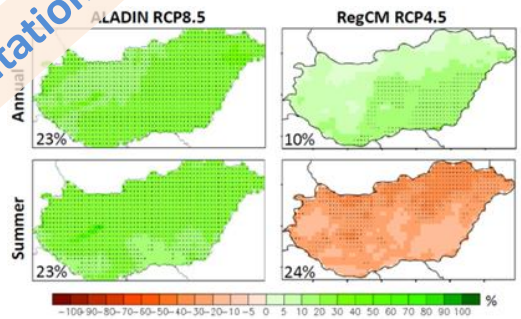 ALADIN RCP8.5 RegCM RCP4.5
tation
Annual
23% 10%
Summer
23% 24%
-100-90-80-70-60-50-40-30-20-10 -5 0 5 10 20 30 40 50 60 70 80 90 100 %